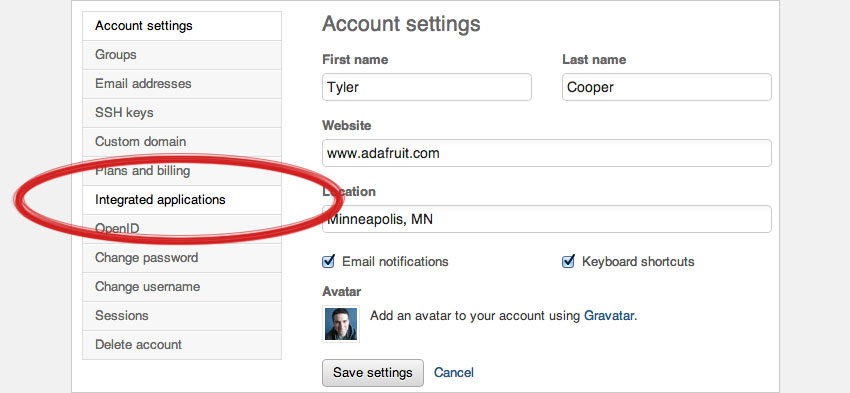 Account settings
Groups
Email addresses
SSH keys
Custom domain
Plans and billing
Integrated applications
OpenID
Change password
Change username
Sessions
Delete account
Account settings
First name Last name
Tyler Cooper
Website
www.adafruit.com
Location
Minneapolis, MN
Email notifications Keyboard shortcuts
Avatar
Add an avatar to your account using Gravatar.
Save settings Cancel